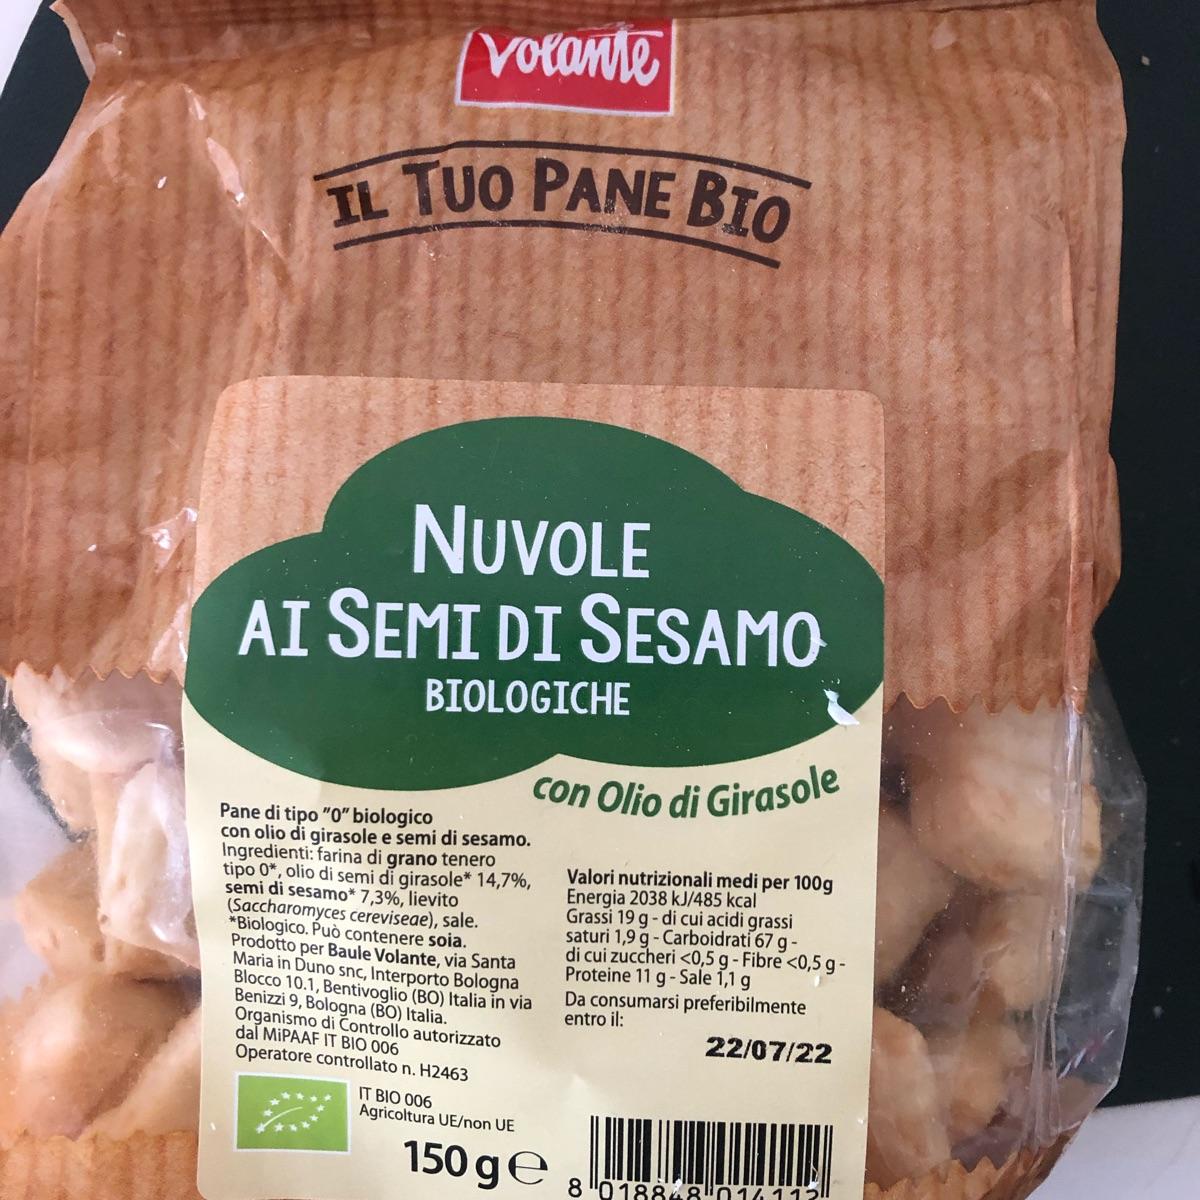 Volante
IL TUO PANE BIO
NUVOLE
AI SEMI DI SESAMO
BIOLOGICHE
con Olio di Girasole
Pane di tipo "0" biologico
con olio di girasole e semi di sesamo.
Ingredienti: farina di grano tenero
tipo 0*, olio di semi di girasole* 14,7%,
semi di sesamo* 7,3%, lievito
(Saccharomyces cereviseae), sale.
*Biologico. Può contenere soia.
Prodotto per Baule Volante, via Santa
Maria in Duno snc, Interporto Bologna
Blocco 10.1, Bentivoglio (BO) Italia in via
Benizzi 9, Bologna (BO) Italia.
Organismo di Controllo autorizzato
dal MiPAAF IT BIO 006
Operatore controllato n. H2463
IT BIO 006
Agricoltura UE/non UE
150 g e
Valori nutrizionali medi per 100g
Energia 2038 kJ/485 kcal
Grassi 19 g - di cui acidi grassi
saturi 1,9 g - Carboidrati 67 g -
di cui zuccheri <0,5 g - Fibre <0,5 g -
Proteine 11 g - Sale 1,1 g
Da consumarsi preferibilmente
entro il:
22/07/22
8 018848 014112